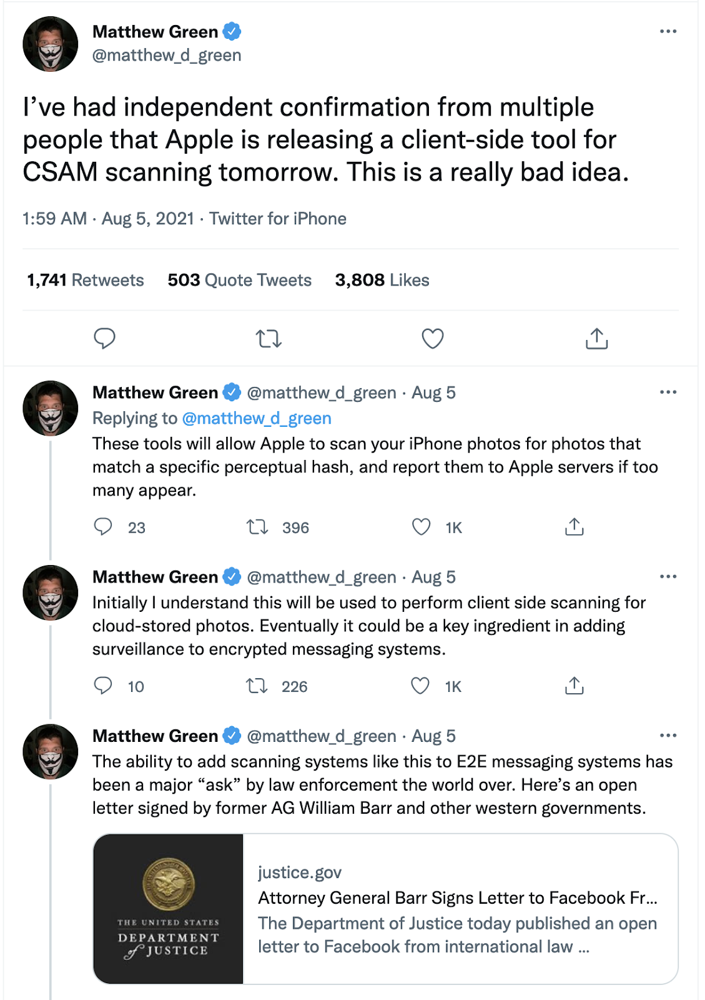 Matthew Green
@matthew_d_green
I’ve had independent confirmation from multiple
people that Apple is releasing a client-side tool for
CSAM scanning tomorrow. This is a really bad idea.
1:59 AM · Aug 5, 2021 · Twitter for iPhone
1,741 Retweets 503 Quote Tweets 3,808 Likes
Matthew Green @matthew_d_green · Aug 5
Replying to @matthew_d_green
These tools will allow Apple to scan your iPhone photos for photos that
match a specific perceptual hash, and report them to Apple servers if too
many appear.
23 396 1K
Matthew Green @matthew_d_green · Aug 5
Initially I understand this will be used to perform client side scanning for
cloud-stored photos. Eventually it could be a key ingredient in adding
surveillance to encrypted messaging systems.
10 226 1K
Matthew Green @matthew_d_green · Aug 5
The ability to add scanning systems like this to E2E messaging systems has
been a major “ask” by law enforcement the world over. Here’s an open
letter signed by former AG William Barr and other western governments.
THE UNITED STATES
DEPARTMENT
of JUSTICE
justice.gov
Attorney General Barr Signs Letter to Facebook Fr...
The Department of Justice today published an open
letter to Facebook from international law ...